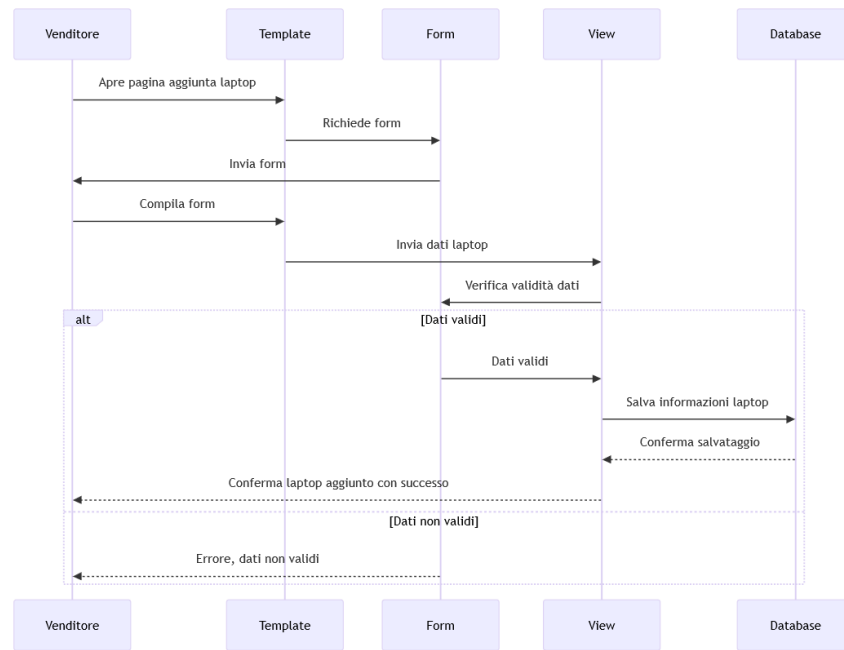 Venditore
Template
Form
View
Database
Apre pagina aggiunta laptop
Richiede form
Invia form
Compila form
Invia dati laptop
Verifica validità dati
alt
[Dati validi]
Dati validi
Salva informazioni laptop
Conferma salvataggio
Conferma laptop aggiunto con successo
[Dati non validi]
Errore, dati non validi
Venditore
Template
Form
View
Database